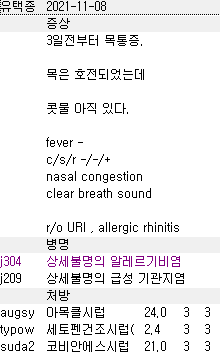 유택종 2021-11-08
증상
3일전부터 목통증.
목은 호전되었는데
콧물 아직 있다.
fever -
c/s/r -/-/+
nasal congestion
clear breath sound
r/o URI , allergic rhinitis
병명
j304 상세불명의 알레르기비염
j209 상세불명의 급성 기관지염
처방
augsy 아목클시럽 24.0 3 3
typow 세토펜건조시럽( 2.4 3 3
suda2 코비안에스시럽 21.0 3 3